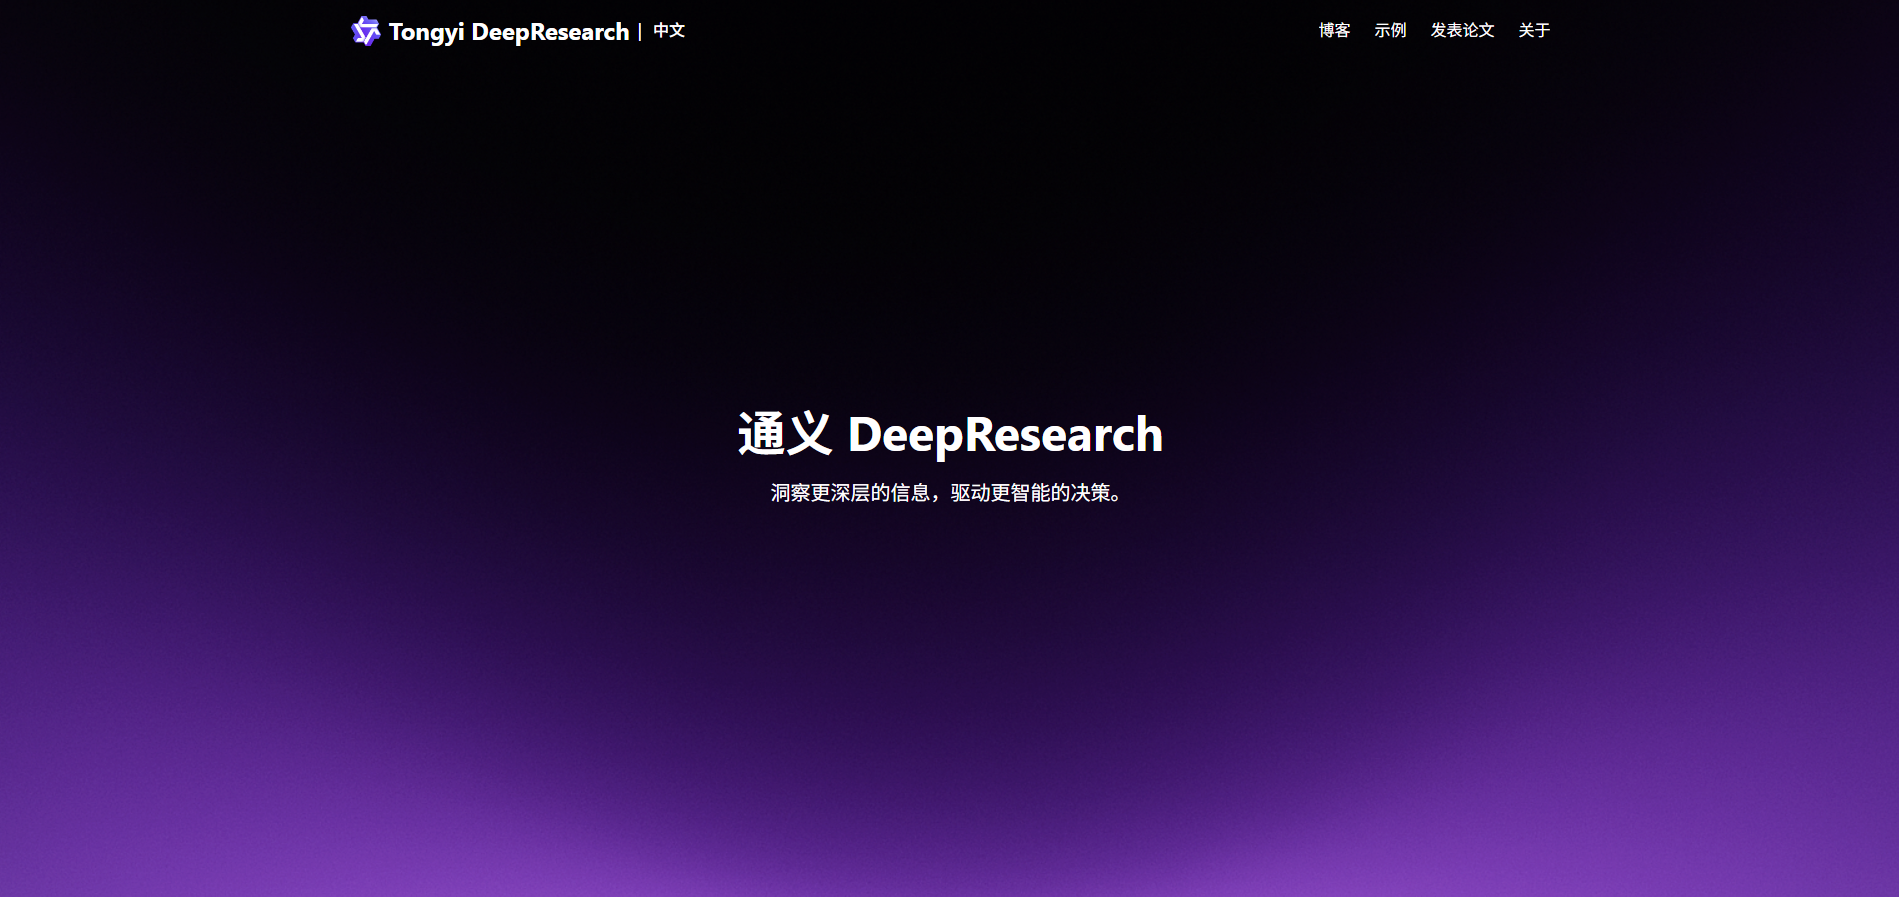 Tongyi DeepResearch | 中文
博客 示例 发表论文 关于
通义 DeepResearch
洞察更深层的信息，驱动更智能的决策。